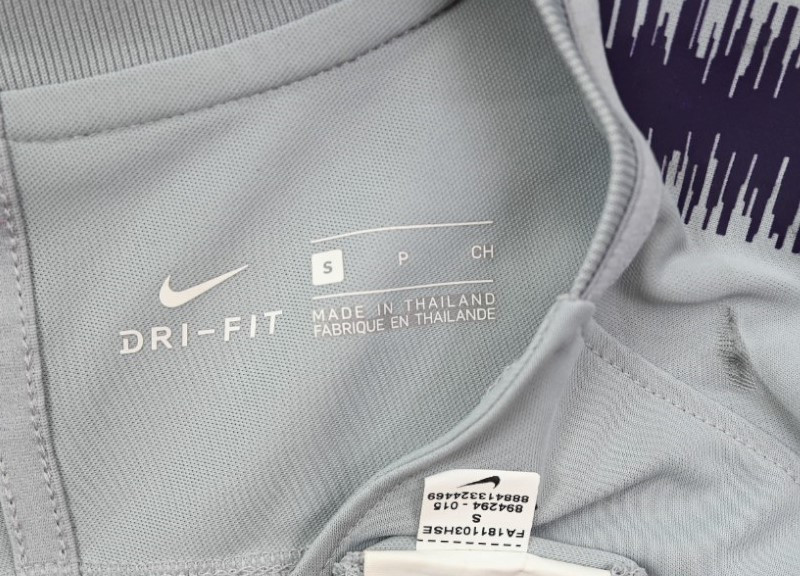 DRI-FIT
S P CH
MADE IN THAILAND
FABRIQUE EN THAILANDE
FA181103HSE
S
894294 - 015
888413324469